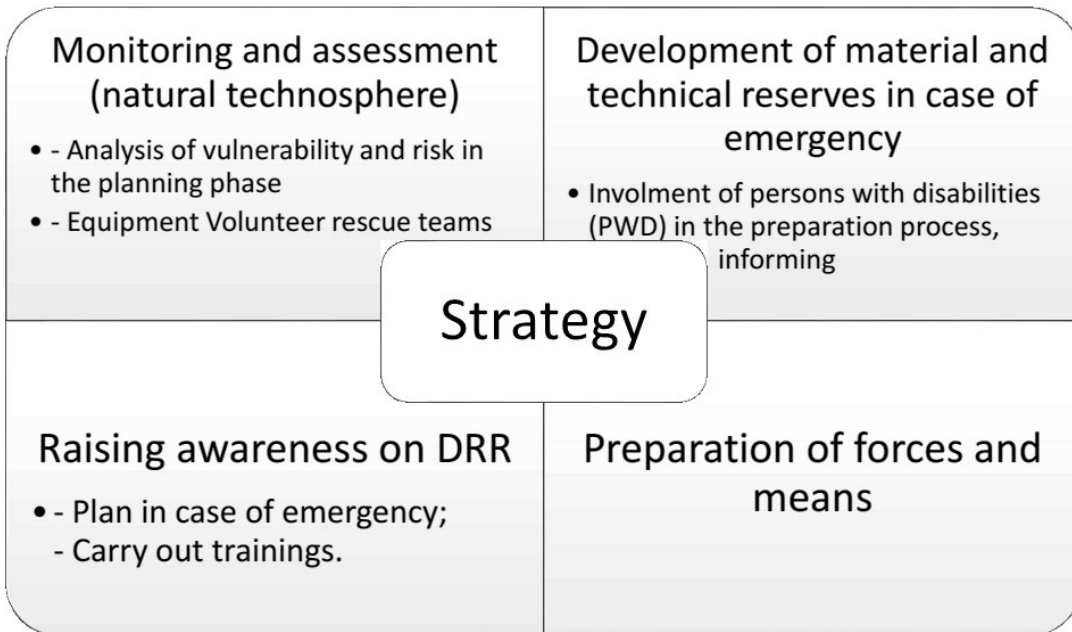 Monitoring and assessment
(natural technosphere)
• - Analysis of vulnerability and risk in
the planning phase
• - Equipment Volunteer rescue teams
Development of material and
technical reserves in case of
emergency
• Involment of persons with disabilities
(PWD) in the preparation process,
informing
Strategy
Raising awareness on DRR
• - Plan in case of emergency;
- Carry out trainings.
Preparation of forces and
means